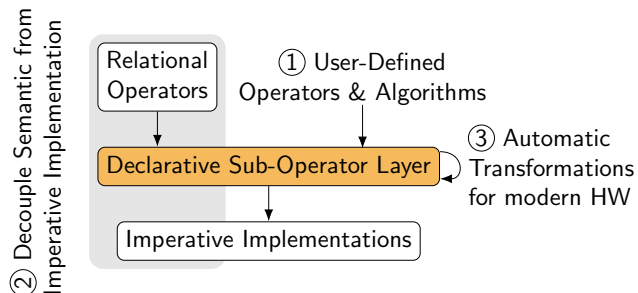 ② Decouple Semantic from
Imperative Implementation
Relational
Operators
① User-Defined
Operators & Algorithms
Declarative Sub-Operator Layer
③ Automatic
Transformations
for modern HW
Imperative Implementations